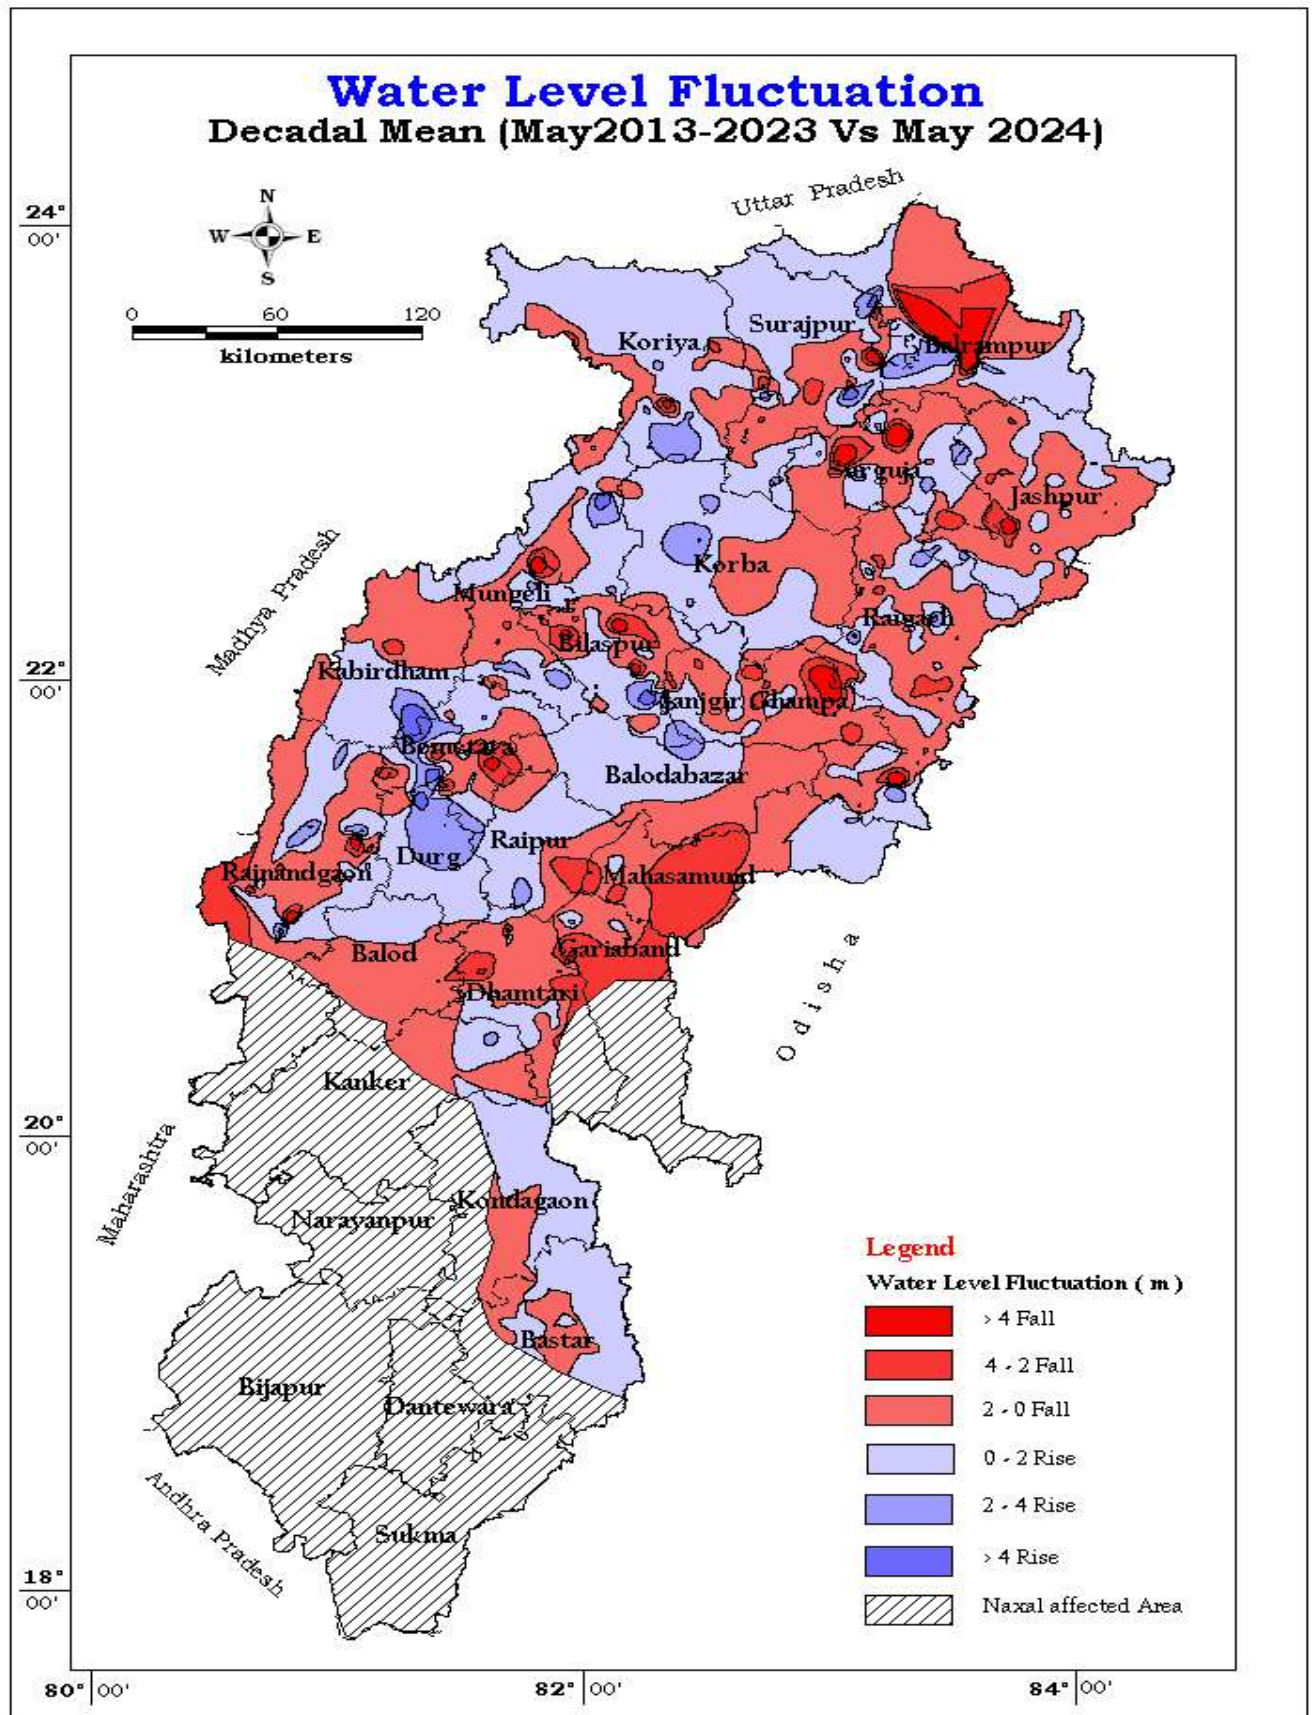 Water Level Fluctuation
Decadal Mean (May2013-2023 Vs May 2024)
Uttar Pradesh
N
W E
S
24°
00'
0 60 120
kilometers
Koriya
Surajpur
Balrampur
Surguja
Jashpur
Madhya Pradesh
Korba
Mungeli
Raigarh
Bilaspur
22°
00'
Kabirdham
Janjgir Champa
Bemetara
Balodabazar
Raipur
Durg
Rajnandgaon
Mahasamund
Balod
Gariaband
Dhamtari
Odisha
Kanker
20°
00'
Maharashtra
Kondagaon
Narayanpur
Bastar
Bijapur
Dantewara
Andhra Pradesh
Sukma
18°
00'
Legend
Water Level Fluctuation ( m )
> 4 Fall
4 - 2 Fall
2 - 0 Fall
0 - 2 Rise
2 - 4 Rise
> 4 Rise
Naxal affected Area
80° 00' 82° 00' 84° 00'